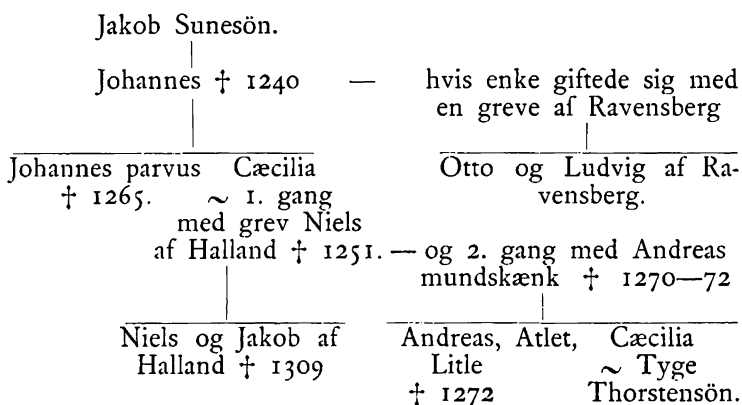 Jakob Sunesön.
Johannes † 1240 — hvis enke giftede sig med
en greve af Ravensberg
Johannes parvus Cæcilia Otto og Ludvig af Ra-
† 1265. ~ 1. gang vensberg.
med grev Niels
af Halland † 1251. — og 2. gang med Andreas
mundskænk † 1270—72
Niels og Jakob af Andreas, Atlet, Cæcilia
Halland † 1309 Litle ~ Tyge
† 1272 Thorstensön.